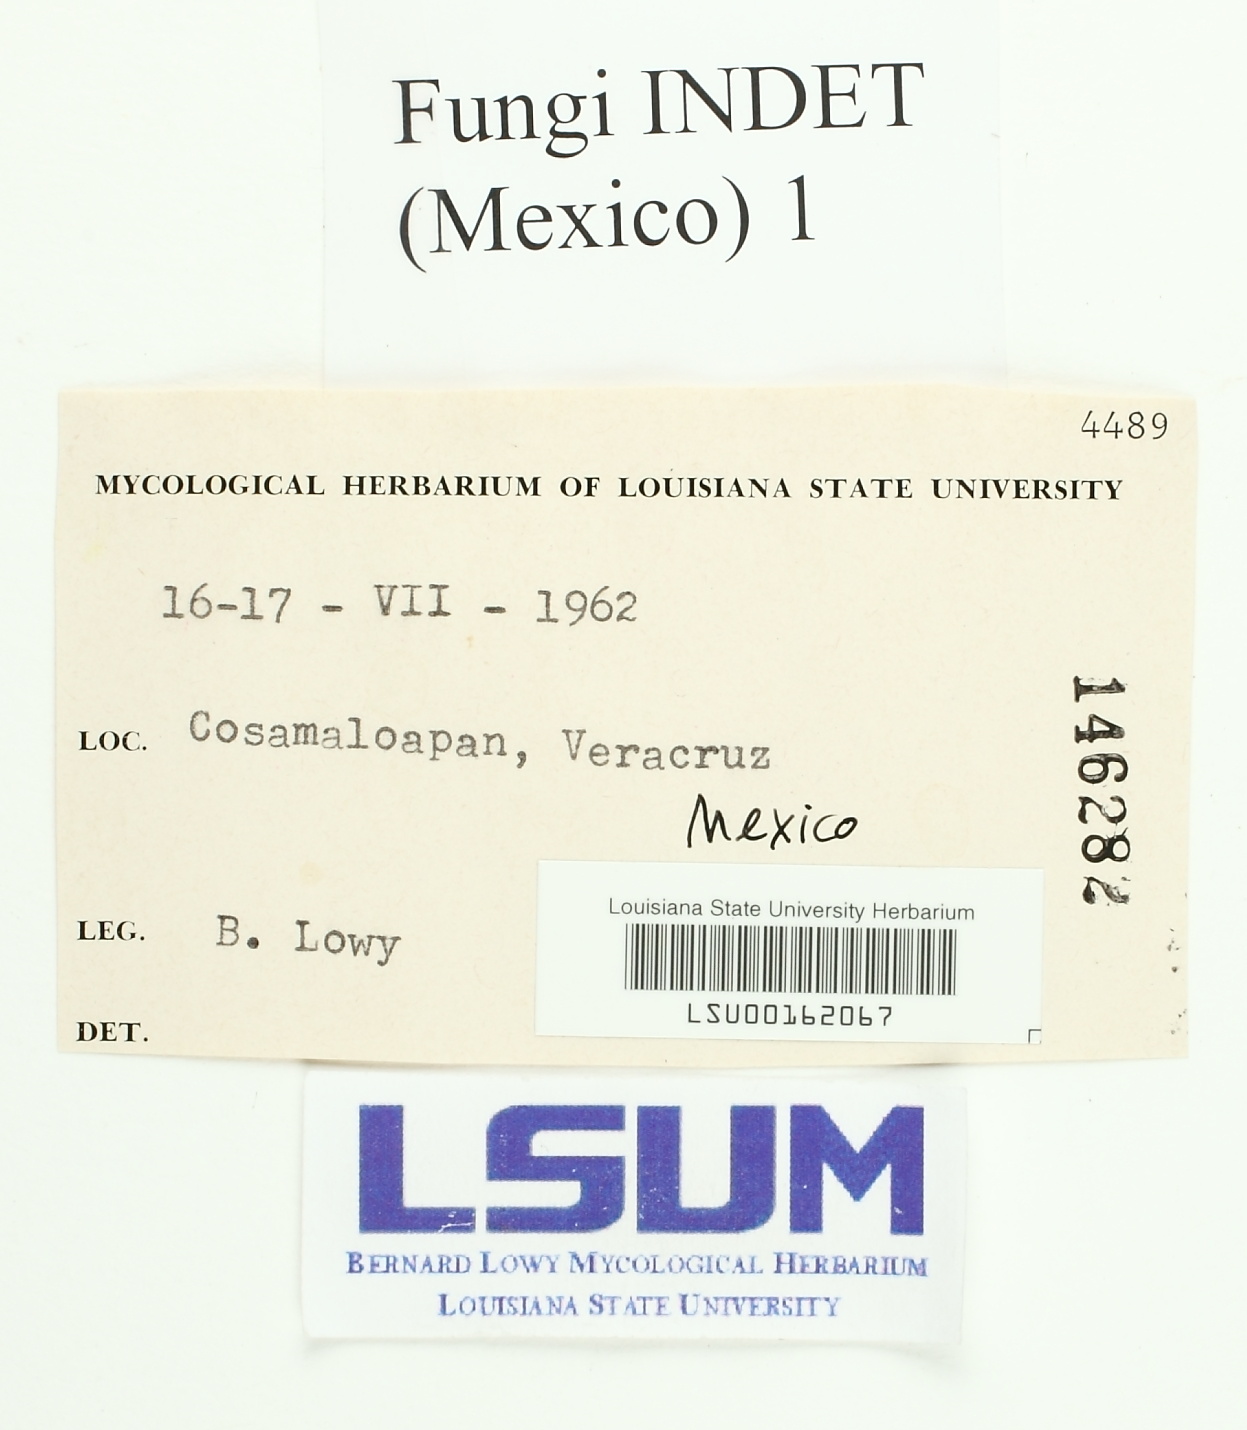 Fungi INDET
(Mexico) 1
4489
MYCOLOGICAL HERBARIUM OF LOUISIANA STATE UNIVERSITY
16-17 - VII - 1962
LOC. Cosamaloapan, Veracruz
Mexico
146282
LEG. B. Lowy
Louisiana State University Herbarium
LSU00162067
DET.
LSUM
BERNARD LOWY MYCOLOGICAL HERBARIUM
LOUISIANA STATE UNIVERSITY